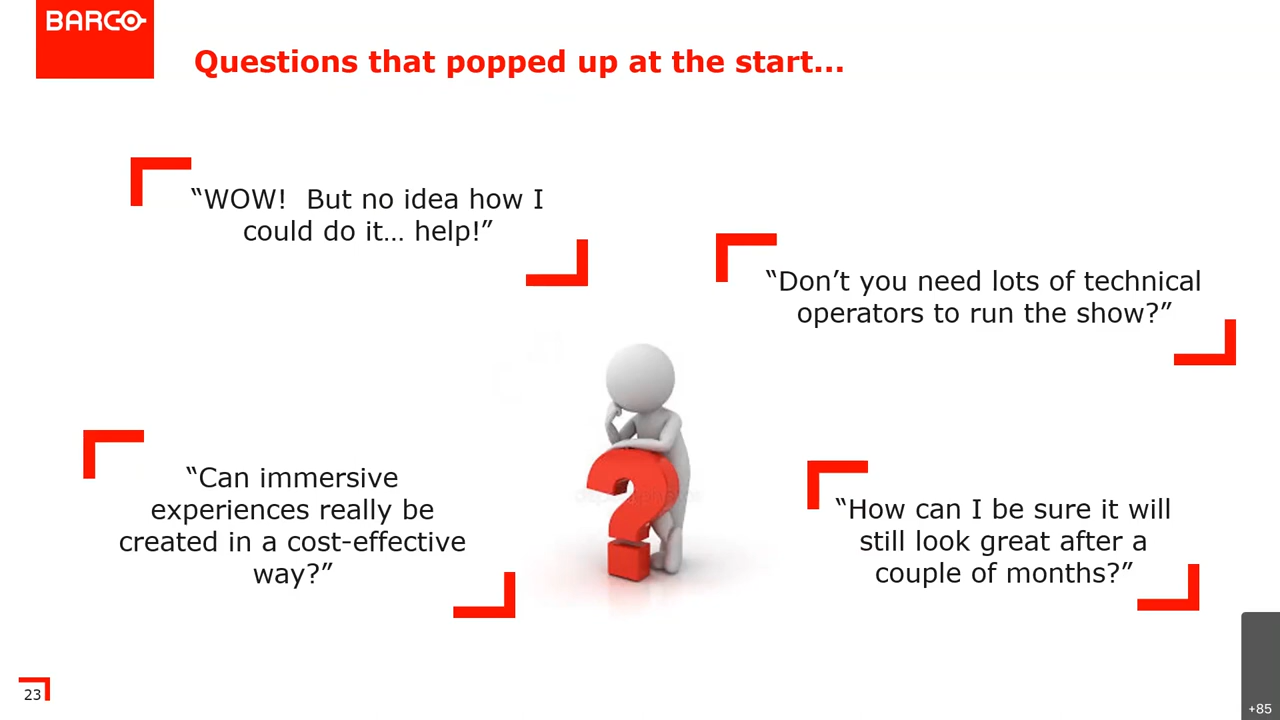 BARCO
Questions that popped up at the start...
“WOW!  But no idea how I
could do it... help!”
“Don’t you need lots of technical
operators to run the show?”
“Can immersive
experiences really be
created in a cost-effective
way?”
“How can I be sure it will
still look great after a
couple of months?”
23
+85